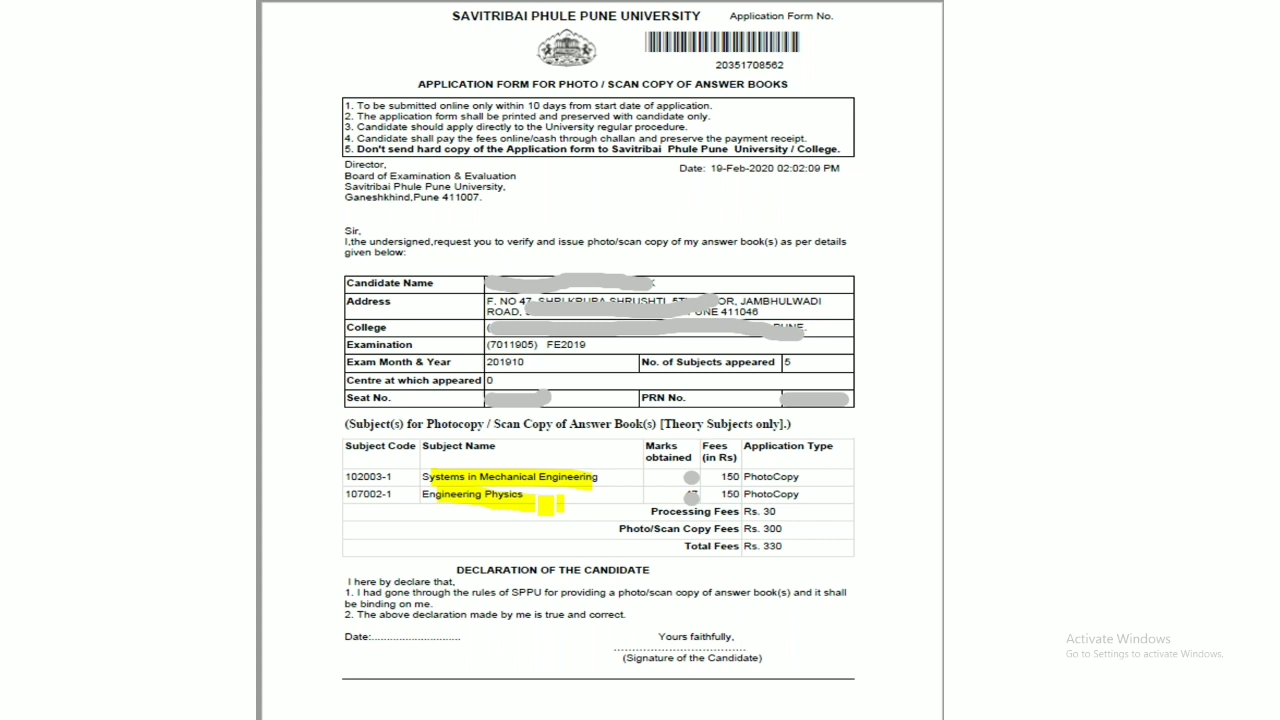 SAVITRIBAI PHULE PUNE UNIVERSITY Application Form No.
20351708562
APPLICATION FORM FOR PHOTO / SCAN COPY OF ANSWER BOOKS
1. To be submitted online only within 10 days from start date of application.
2. The application form shall be printed and preserved with candidate only.
3. Candidate should apply directly to the University regular procedure.
4. Candidate shall pay the fees online/cash through challan and preserve the payment receipt.
5. Don't send hard copy of the Application form to Savitribai Phule Pune University / College.
Director,
Date: 19-Feb-2020 02:02:09 PM
Board of Examination & Evaluation
Savitribai Phule Pune University,
Ganeshkhind,Pune 411007.
Sir,
I,the undersigned,request you to verify and issue photo/scan copy of my answer book(s) as per details
given below:
Candidate Name
Address F. NO 47, JAMBHULWADI
ROAD, 411046
College PUNE.
Examination (7011905) FE2019
Exam Month & Year 201910 No. of Subjects appeared 5
Centre at which appeared 0
Seat No. PRN No.
(Subject(s) for Photocopy / Scan Copy of Answer Book(s) [Theory Subjects only].)
Subject Code Subject Name Marks obtained Fees (in Rs) Application Type
102003-1 Systems in Mechanical Engineering 150 PhotoCopy
107002-1 Engineering Physics 150 PhotoCopy
Processing Fees Rs. 30
Photo/Scan Copy Fees Rs. 300
Total Fees Rs. 330
DECLARATION OF THE CANDIDATE
I here by declare that,
1. I had gone through the rules of SPPU for providing a photo/scan copy of answer book(s) and it shall
be binding on me.
2. The above declaration made by me is true and correct.
Date:............................ Yours faithfully,
..................................
(Signature of the Candidate)
Activate Windows
Go to Settings to activate Windows.